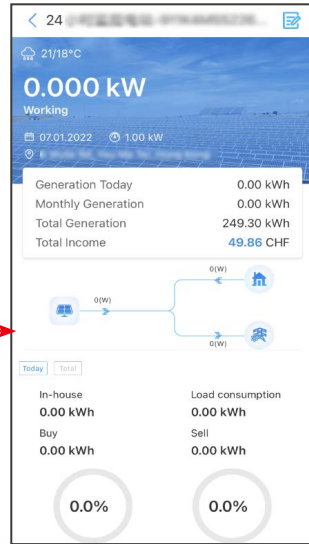 24
21/18°C
0.000 kW
Working
07.01.2022 1.00 kW
Generation Today 0.00 kWh
Monthly Generation 0.00 kWh
Total Generation 249.30 kWh
Total Income 49.86 CHF
0(W)
0(W)
0(W)
Today Total
In-house Load consumption
0.00 kWh 0.00 kWh
Buy Sell
0.00 kWh 0.00 kWh
0.0% 0.0%